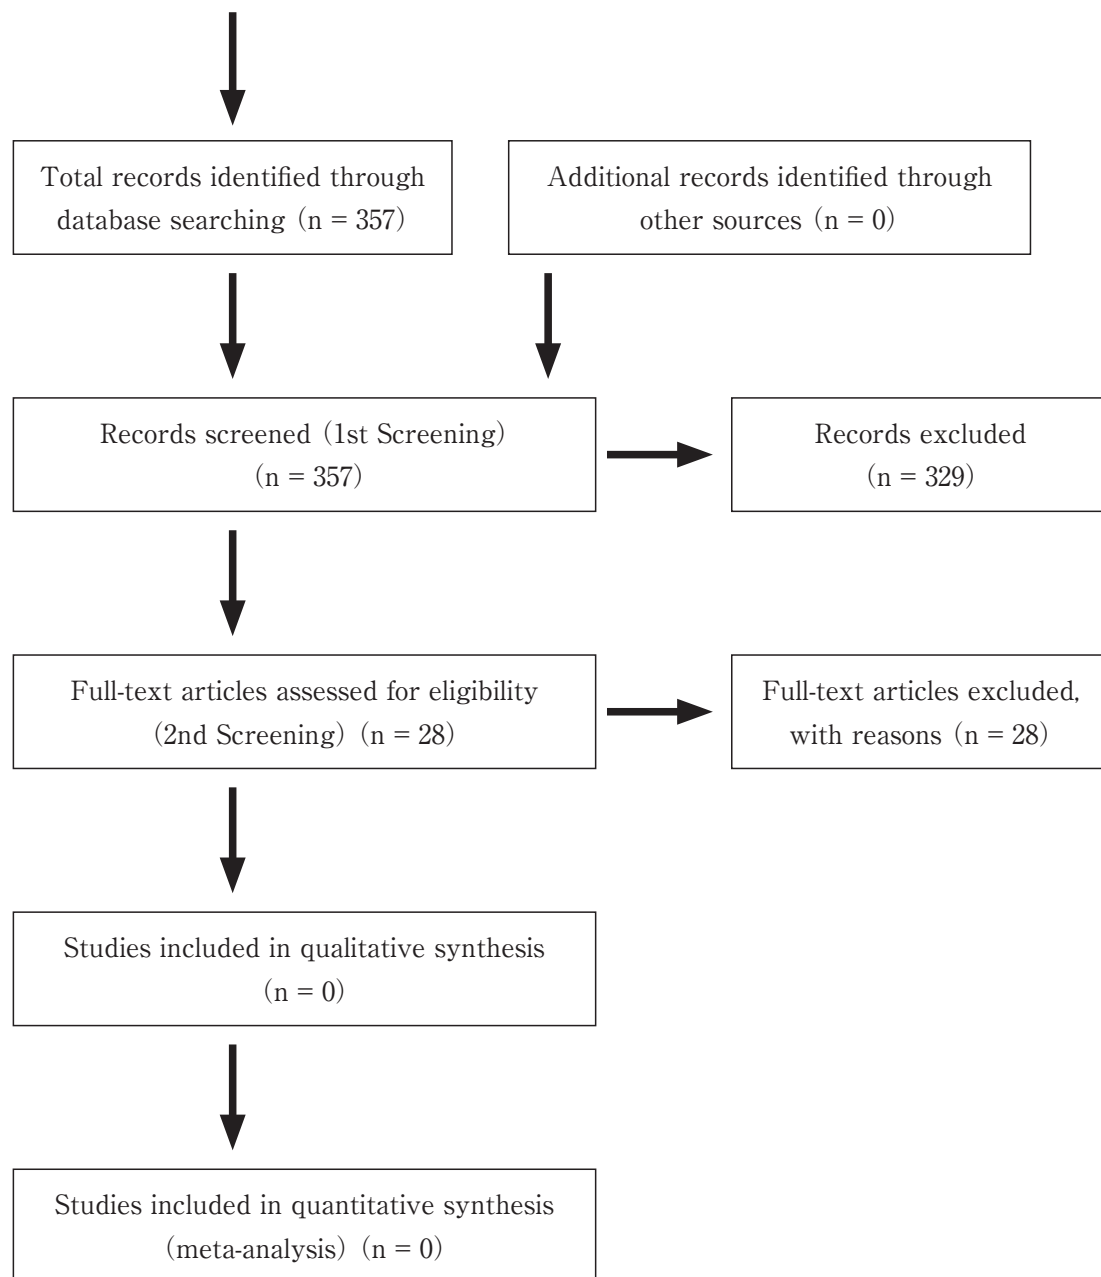 Total records identified through
database searching (n = 357)
Additional records identified through
other sources (n = 0)
Records screened (1st Screening)
(n = 357)
Records excluded
(n = 329)
Full-text articles assessed for eligibility
(2nd Screening) (n = 28)
Full-text articles excluded,
with reasons (n = 28)
Studies included in qualitative synthesis
(n = 0)
Studies included in quantitative synthesis
(meta-analysis) (n = 0)